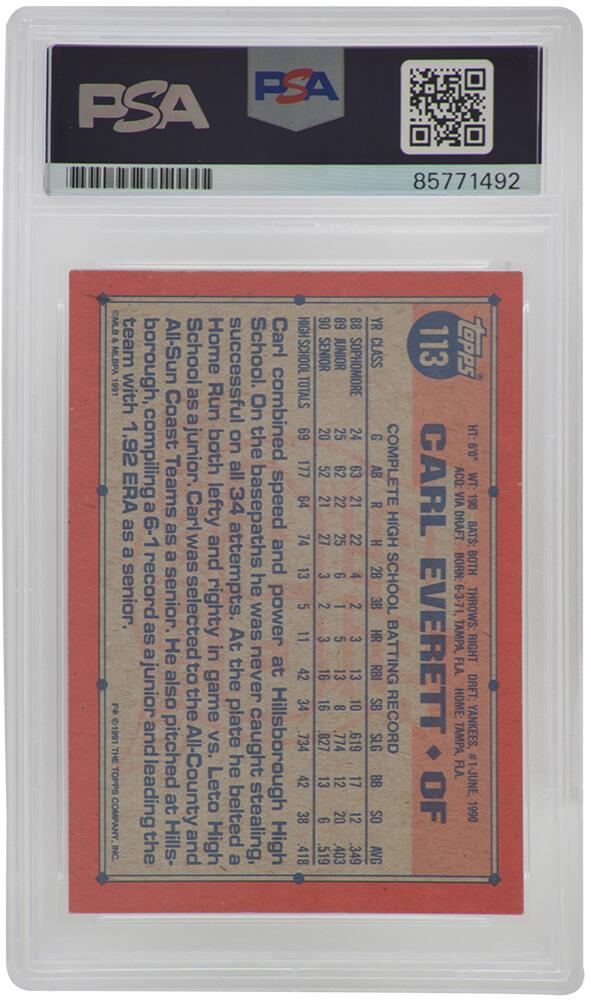 PSA
PSA
85771492
topps®
113
HT: 6'0" WT: 190 BATS: BOTH THROWS: RIGHT DRFT: YANKEES, #1-JUNE, 1990
ACQ: VIA DRAFT BORN: 6-3-71, TAMPA, FLA. HOME: TAMPA, FLA.
CARL EVERETT ♦ OF
COMPLETE HIGH SCHOOL BATTING RECORD
YR CLASS G AB R H 2B 3B HR RBI SB SLG BB SO AVG
88 SOPHOMORE 24 63 21 22 4 2 3 13 10 .619 17 12 .349
89 JUNIOR 25 62 22 25 6 1 5 13 8 .774 12 20 .403
90 SENIOR 20 52 21 27 3 2 3 16 16 .827 13 6 .519
HIGH SCHOOL TOTALS 69 177 64 74 13 5 11 42 34 .734 42 38 .418
Carl combined speed and power at Hillsborough High
School. On the basepaths he was never caught stealing,
successful on all 34 attempts. At the plate he belted a
Home Run both lefty and righty in game vs. Leto High
School as a junior. Carl was selected to the All-County and
All-Sun Coast Teams as a senior. He also pitched at Hills-
borough, compiling a 6-1 record as a junior and leading the
team with 1.92 ERA as a senior.
©MLB & MLBPA 1991
F* ©1991 THE TOPPS COMPANY, INC.